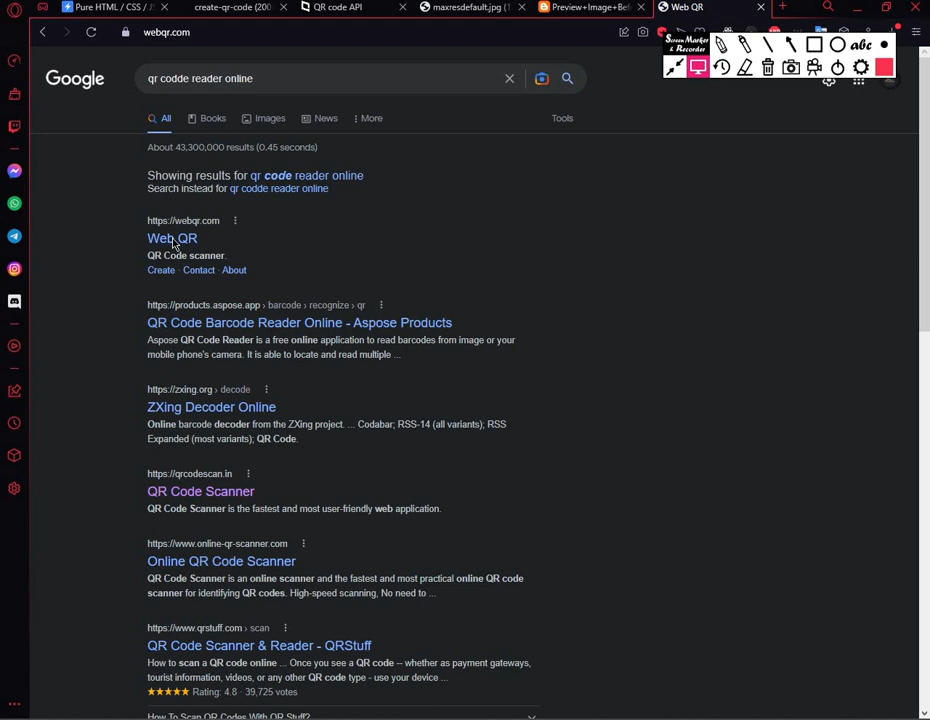 Pure HTML / CSS / J
create-qr-code (200
QR code API
maxresdefault.jpg (1
Preview+Image+Bef
Web QR
webqr.com
Screen Marker
& Recorder
abc
Google
qr codde reader online
All
Books
Images
News
More
Tools
About 43,300,000 results (0.45 seconds)
Showing results for qr code reader online
Search instead for qr codde reader online
https://webqr.com
Web QR
QR Code scanner.
Create · Contact · About
https://products.aspose.app › barcode › recognize › qr
QR Code Barcode Reader Online - Aspose Products
Aspose QR Code Reader is a free online application to read barcodes from image or your
mobile phone's camera. It is able to locate and read multiple ...
https://zxing.org › decode
ZXing Decoder Online
Online barcode decoder from the ZXing project. ... Codabar; RSS-14 (all variants); RSS
Expanded (most variants); QR Code.
https://qrcodescan.in
QR Code Scanner
QR Code Scanner is the fastest and most user-friendly web application.
https://www.online-qr-scanner.com
Online QR Code Scanner
QR Code Scanner is an online scanner and the fastest and most practical online QR code
scanner for identifying QR codes. High-speed scanning, No need to ...
https://www.qrstuff.com › scan
QR Code Scanner & Reader - QRStuff
How to scan a QR code online ... Once you see a QR code – whether as payment gateways,
tourist information, videos, or any other QR code type - use your device ...
Rating: 4.8 · 39,725 votes
How To Scan QR Codes With QR Stuff?